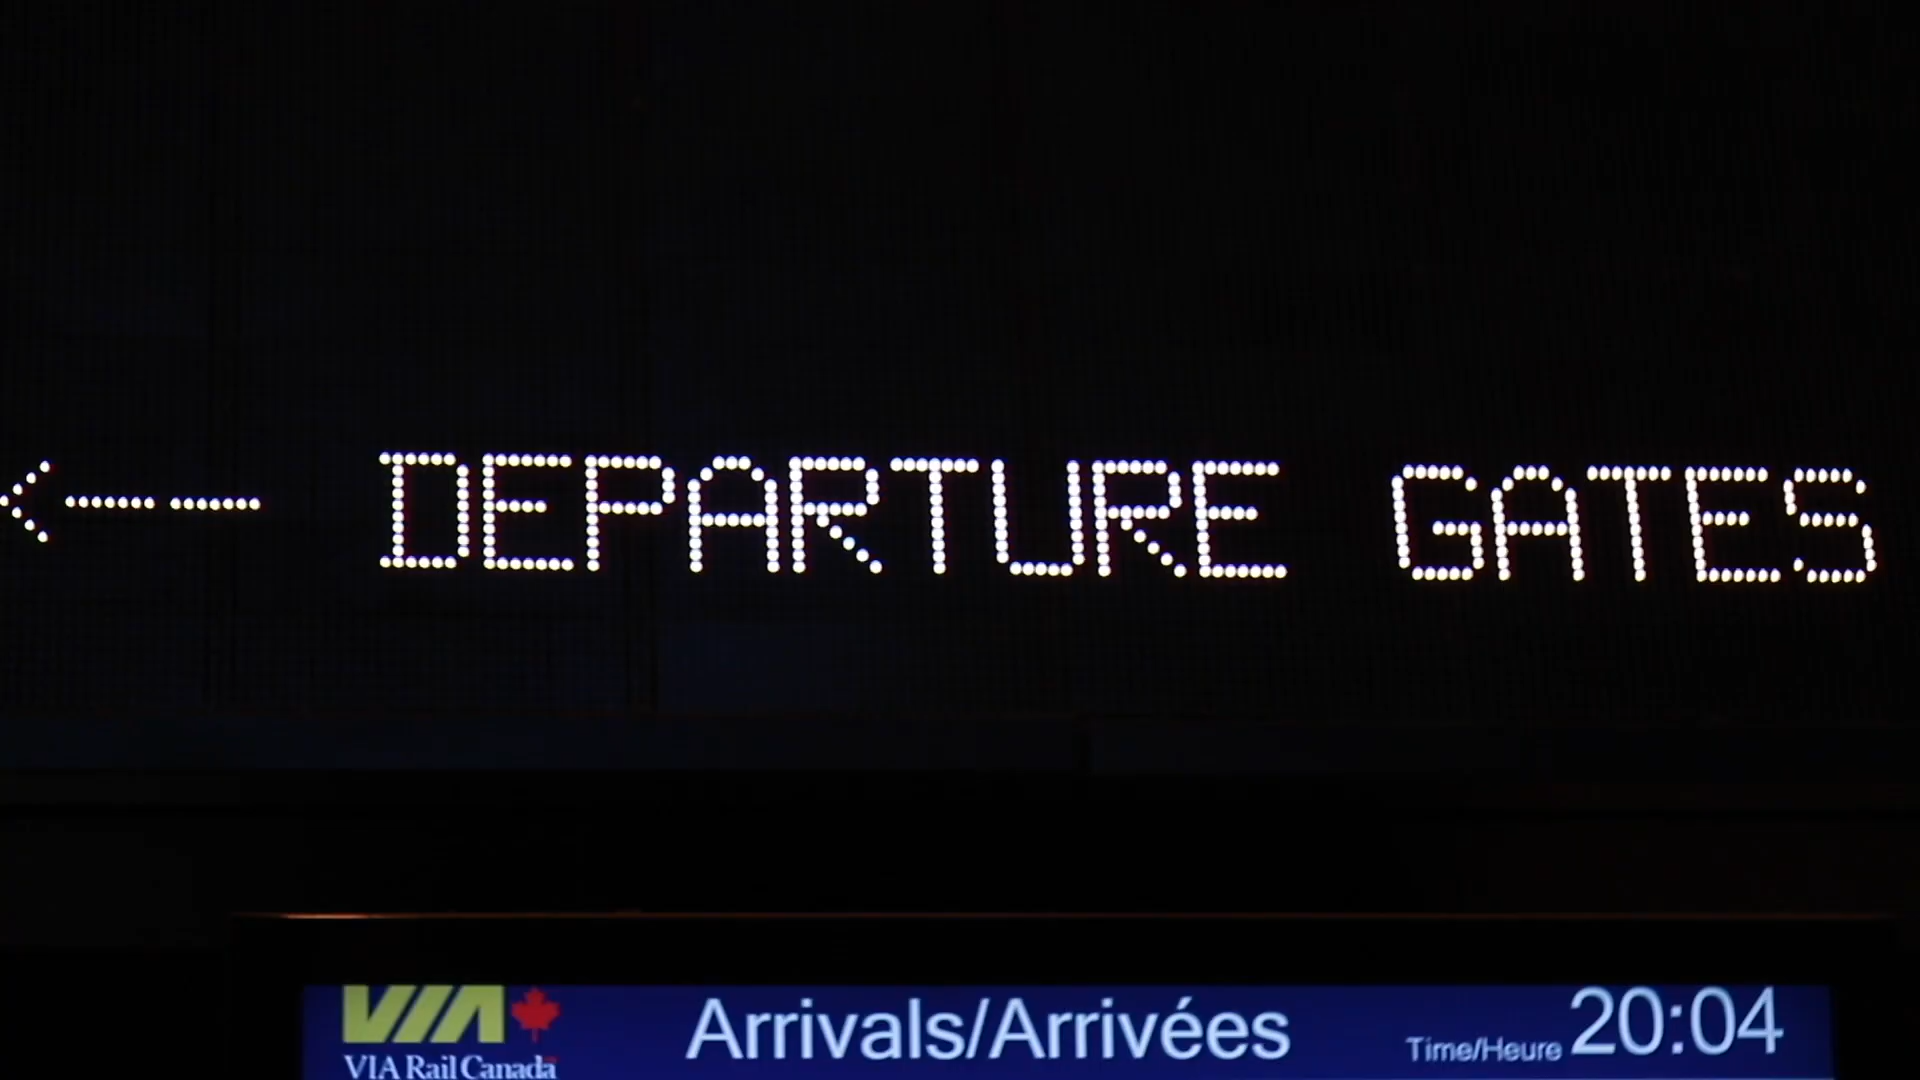 <-- DEPARTURE GATES
VIA Arrivals/Arrivées Time/Heure 20:04
VIA Rail Canada